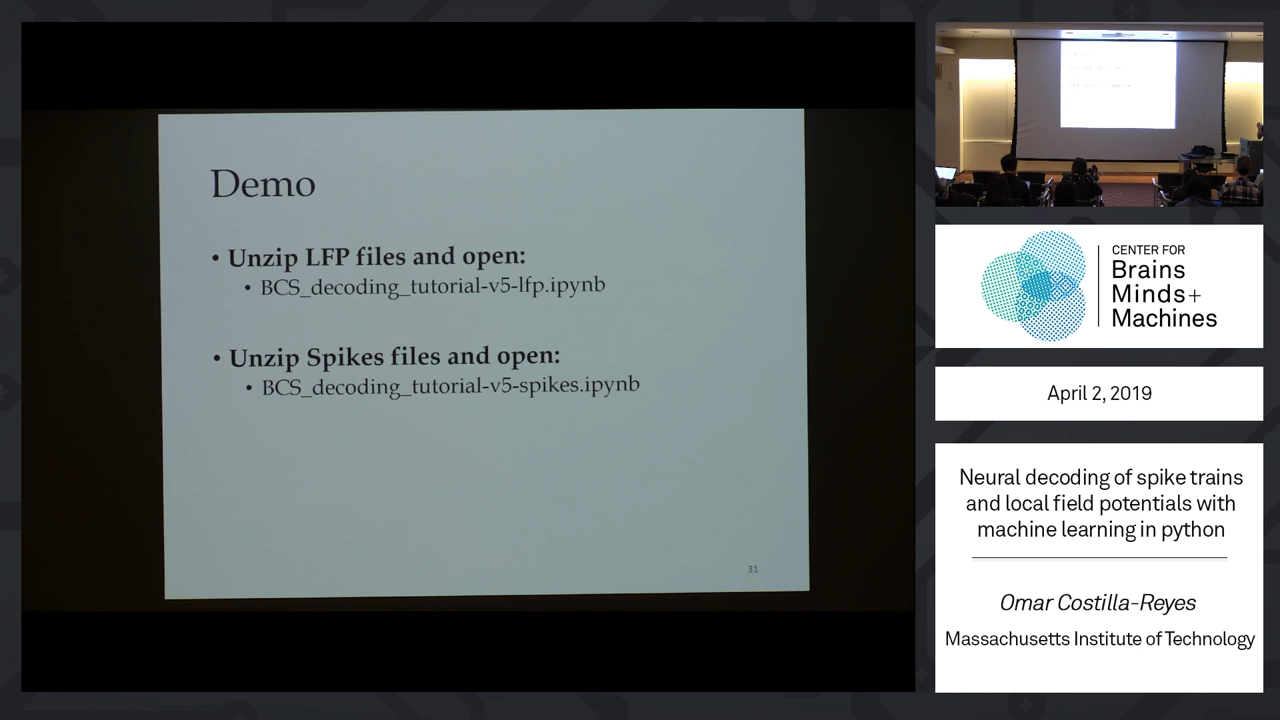 Demo
• Unzip LFP files and open:
• BCS_decoding_tutorial-v5-lfp.ipynb
• Unzip Spikes files and open:
• BCS_decoding_tutorial-v5-spikes.ipynb
31
CENTER FOR
Brains
Minds+
Machines
April 2, 2019
Neural decoding of spike trains
and local field potentials with
machine learning in python
Omar Costilla-Reyes
Massachusetts Institute of Technology